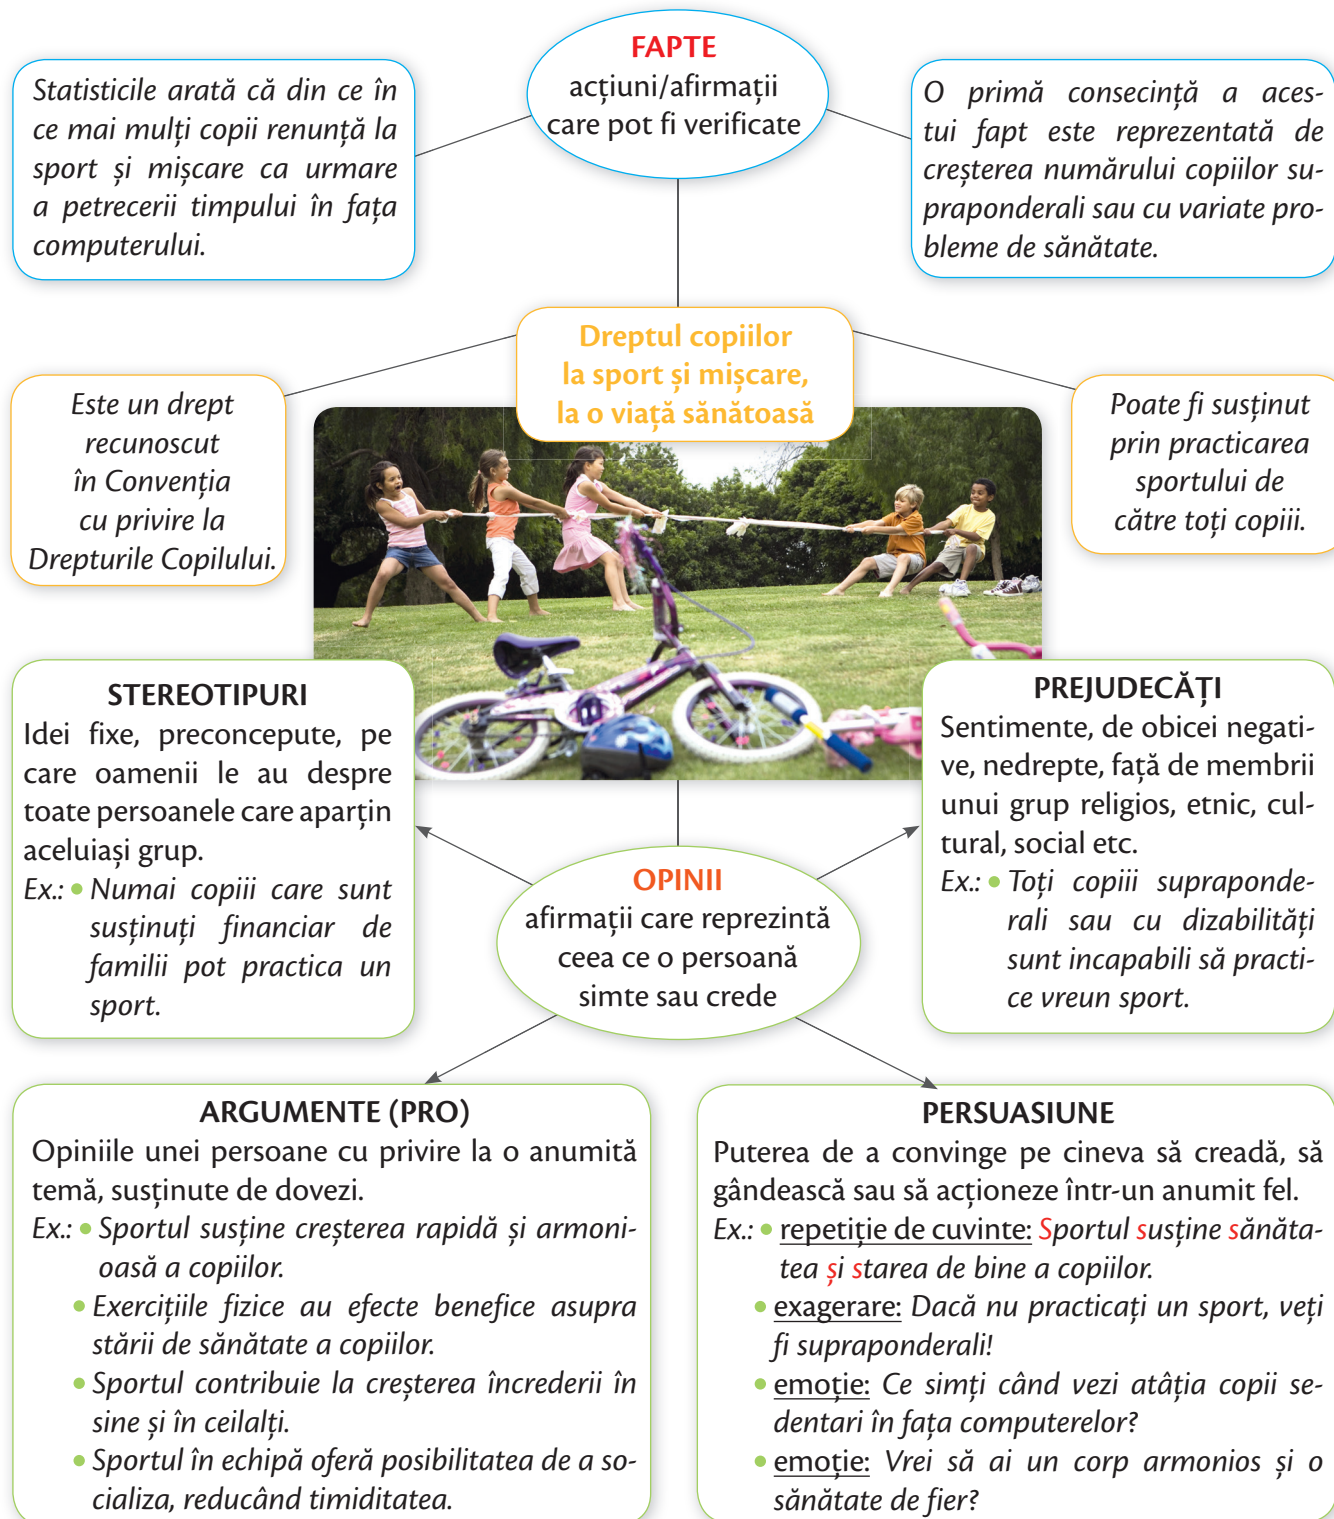 FAPTE
acțiuni/afirmații
care pot fi verificate
Statisticile arată că din ce în
ce mai mulți copii renunță la
sport și mișcare ca urmare
a petrecerii timpului în fața
computerului.
O primă consecință a aces-
tui fapt este reprezentată de
creșterea numărului copiilor su-
praponderali sau cu variate pro-
bleme de sănătate.
Dreptul copiilor
la sport și mișcare,
la o viață sănătoasă
Este un drept
recunoscut
în Convenția
cu privire la
Drepturile Copilului.
Poate fi susținut
prin practicarea
sportului de
către toți copiii.
STEREOTIPURI
Idei fixe, preconcepute, pe
care oamenii le au despre
toate persoanele care aparțin
aceluiași grup.
Ex.: • Numai copiii care sunt
susținuți financiar de
familii pot practica un
sport.
PREJUDECĂȚI
Sentimente, de obicei negati-
ve, nedrepte, față de membrii
unui grup religios, etnic, cul-
tural, social etc.
Ex.: • Toți copiii supraponde-
rali sau cu dizabilități
sunt incapabili să practi-
ce vreun sport.
OPINII
afirmații care reprezintă
ceea ce o persoană
simte sau crede
ARGUMENTE (PRO)
Opiniile unei persoane cu privire la o anumită
temă, susținute de dovezi.
Ex.: • Sportul susține creșterea rapidă și armoni-
oasă a copiilor.
• Exercițiile fizice au efecte benefice asupra
stării de sănătate a copiilor.
• Sportul contribuie la creșterea încrederii în
sine și în ceilalți.
• Sportul în echipă oferă posibilitatea de a so-
cializa, reducând timiditatea.
PERSUASIUNE
Puterea de a convinge pe cineva să creadă, să
gândească sau să acționeze într-un anumit fel.
Ex.: • repetiție de cuvinte: Sportul susține sănăta-
tea și starea de bine a copiilor.
• exagerare: Dacă nu practicați un sport, veți
fi supraponderali!
• emoție: Ce simți când vezi atâția copii se-
dentari în fața computerelor?
• emoție: Vrei să ai un corp armonios și o
sănătate de fier?